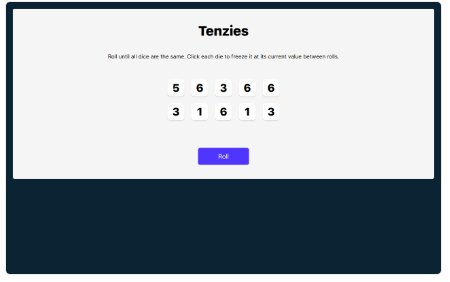 Tenzies
Roll until all dice are the same. Click each die to freeze it at its current value between rolls.
5 6 3 6 6
3 1 6 1 3
Roll